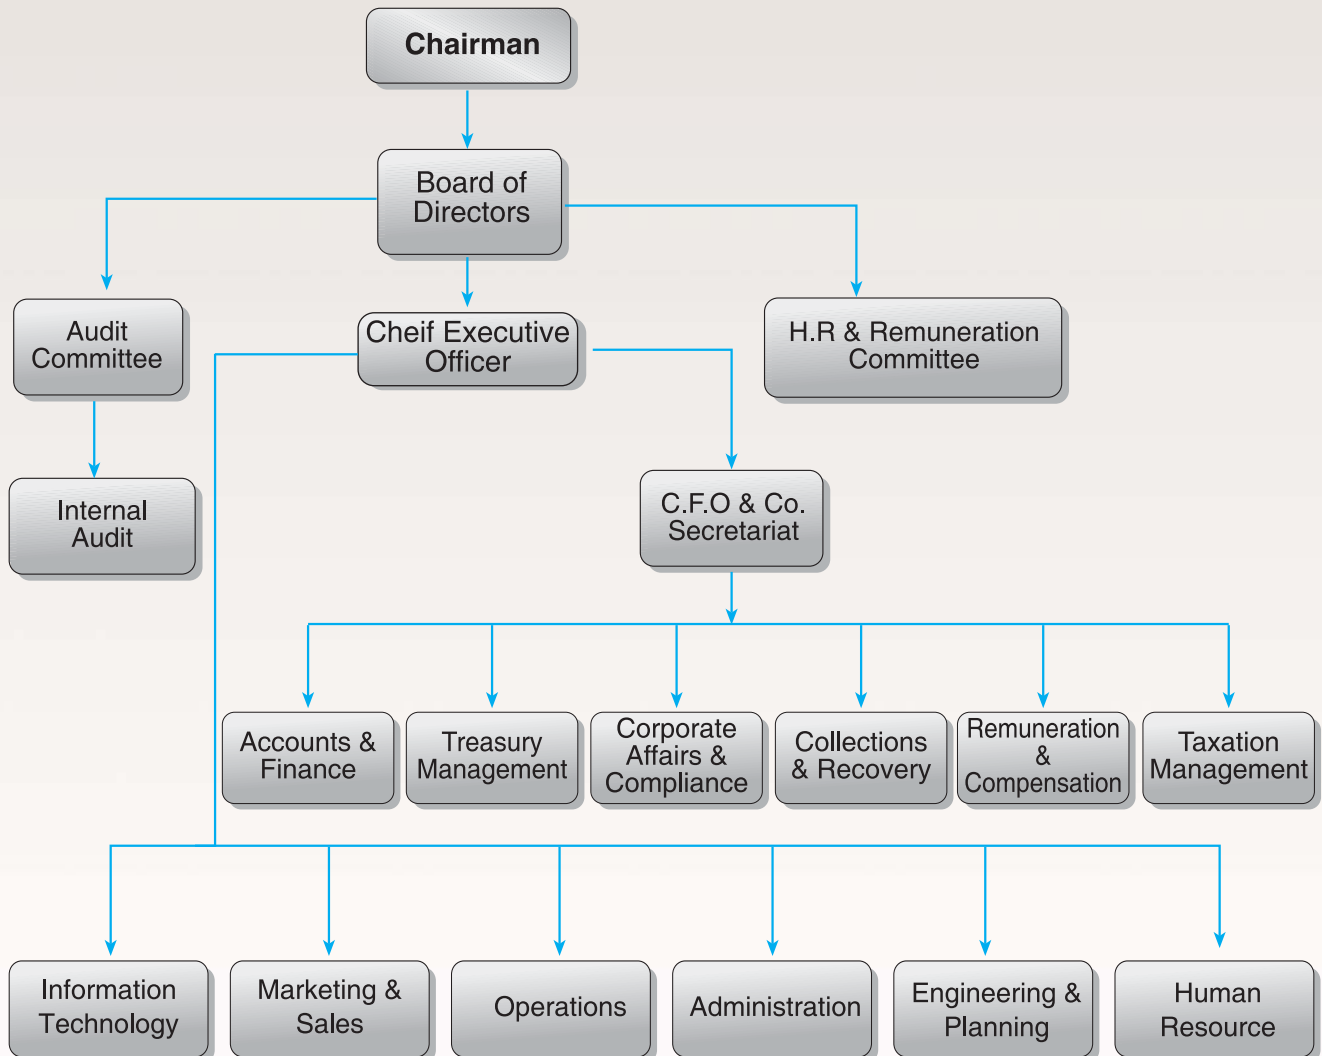 Chairman
Board of
Directors
Audit
Committee
Cheif Executive
Officer
H.R & Remuneration
Committee
Internal
Audit
C.F.O & Co.
Secretariat
Accounts &
Finance
Treasury
Management
Corporate
Affairs &
Compliance
Collections
& Recovery
Remuneration
&
Compensation
Taxation
Management
Information
Technology
Marketing &
Sales
Operations
Administration
Engineering &
Planning
Human
Resource